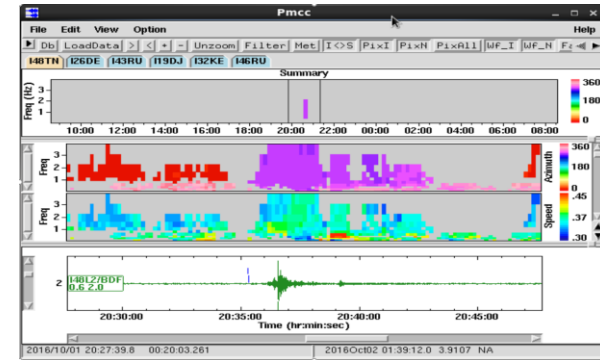 Pmcc
File Edit View Option Help
Db LoadData > < + - Unzoom Filter Met I<>S PixI PixN PixAll WF_I WF_N
I48TN I26DE I43RU I19DJ I32KE I46RU
Summary
Freq (Hz)
3
2
1
360
180
0
10:00 12:00 14:00 16:00 18:00 20:00 22:00 00:00 02:00 04:00 06:00 08:00
Freq
3
2
1
Azimuth
360
180
0
Freq
3
2
1
Speed
.45
.37
.30
2 I48L2/BDF
0.6 2.0
20:30:00 20:35:00 20:40:00 20:45:00
Time (hr:min:sec)
2016/10/01 20:27:39.8 00:20:03.261 2016Oct02 01:39:12.0 3.9107 NA